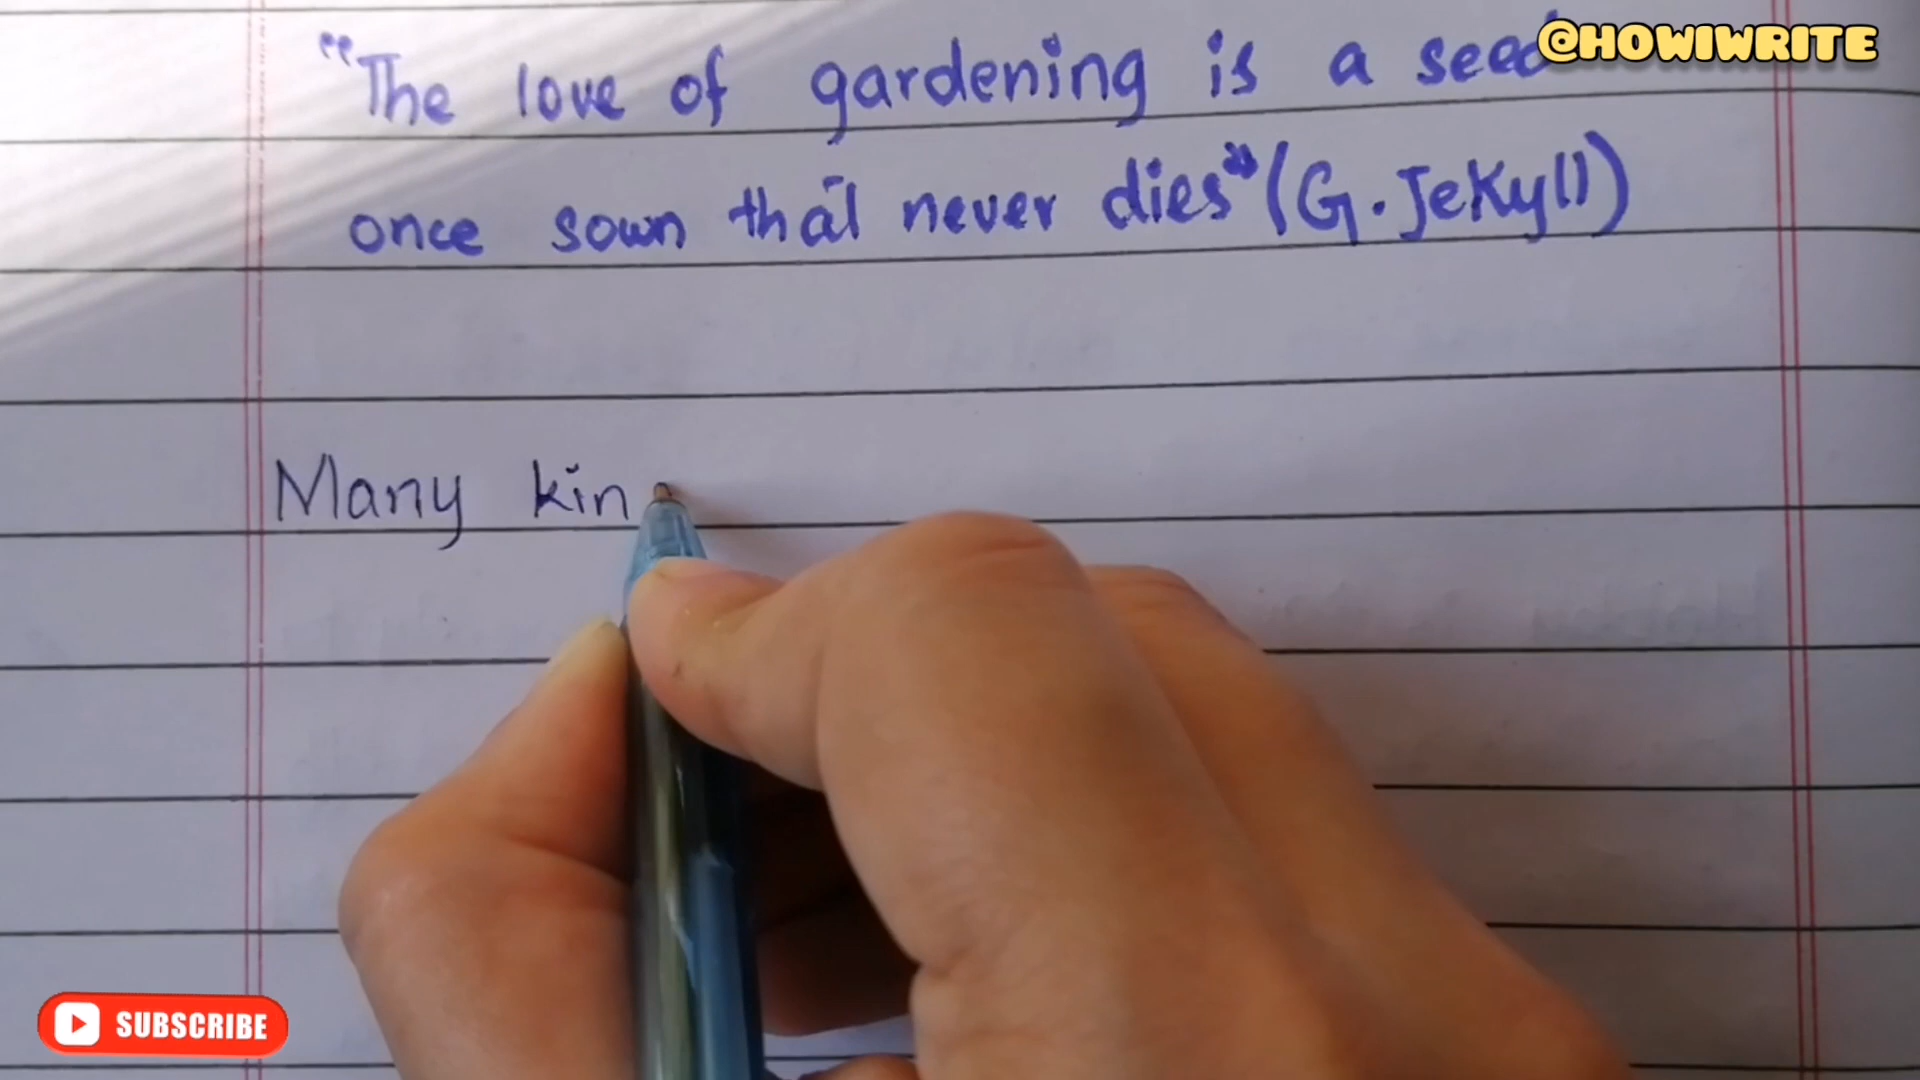 @HOWIWRITE
"The love of gardening is a seed
once sown that never dies" (G. Jekyll)
Many kin
SUBSCRIBE